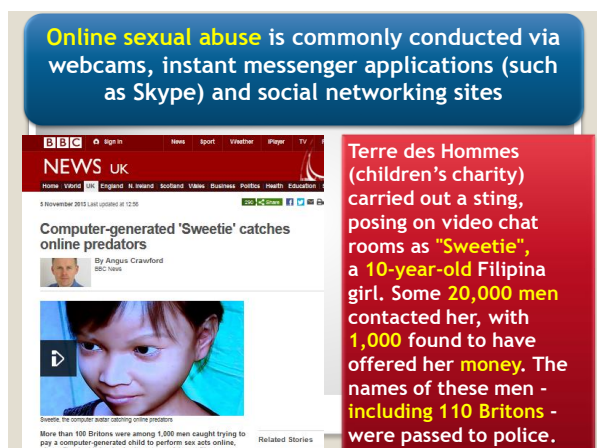 Online sexual abuse is commonly conducted via
webcams, instant messenger applications (such
as Skype) and social networking sites
BBC Sign in News Sport Weather iPlayer TV
NEWS UK
Home World UK England N. Ireland Scotland Wales Business Politics Health Education
5 November 2013 Last updated at 12:56
290 Share
Computer-generated 'Sweetie' catches
online predators
By Angus Crawford
BBC News
Sweetie, the computer avatar catching online predators
More than 100 Britons were among 1,000 men caught trying to
pay a computer-generated child to perform sex acts online,
Related Stories
Terre des Hommes
(children's charity)
carried out a sting,
posing on video chat
rooms as "Sweetie",
a 10-year-old Filipina
girl. Some 20,000 men
contacted her, with
1,000 found to have
offered her money. The
names of these men -
including 110 Britons -
were passed to police.